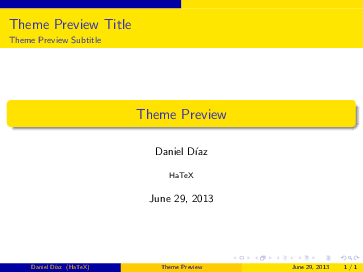 Theme Preview Title
Theme Preview Subtitle
Theme Preview
Daniel Díaz
HaTeX
June 29, 2013
Daniel Díaz (HaTeX) Theme Preview June 29, 2013 1 / 1